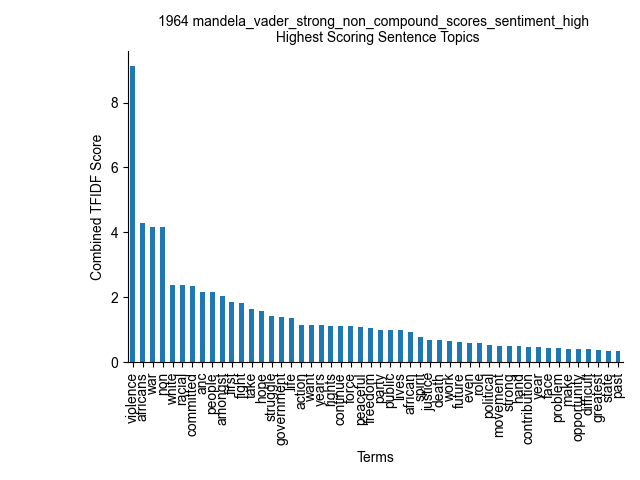 1964 mandela_vader_strong_non_compound_scores_sentiment_high
Highest Scoring Sentence Topics
Combined TFIDF Score
8
6
4
2
0
violence
africans
war
non
white
racial
committed
anc
people
amongst
first
fight
take
hope
struggle
government
life
action
want
years
rights
continue
force
peaceful
freedom
party
public
lives
african
spirit
justice
death
work
future
even
role
political
movement
strong
hand
contribution
year
face
problem
make
opportunity
difficult
greatest
state
past
Terms